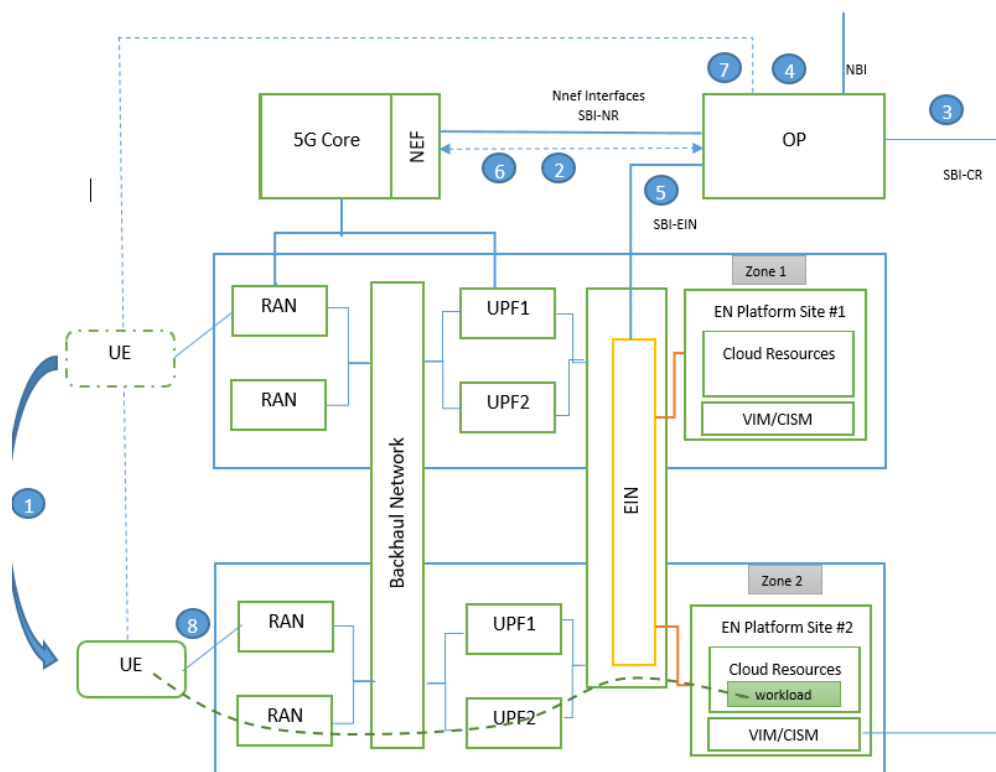 7
4
NBI
3
Nnef Interfaces
SBI-NR
5G Core
NEF
OP
6
2
5
SBI-CR
SBI-EIN
Zone 1
RAN
UPF1
EN Platform Site #1
Cloud Resources
UE
RAN
UPF2
VIM/CISM
1
Backhaul Network
EIN
Zone 2
8
RAN
UPF1
EN Platform Site #2
UE
Cloud Resources
workload
RAN
UPF2
VIM/CISM